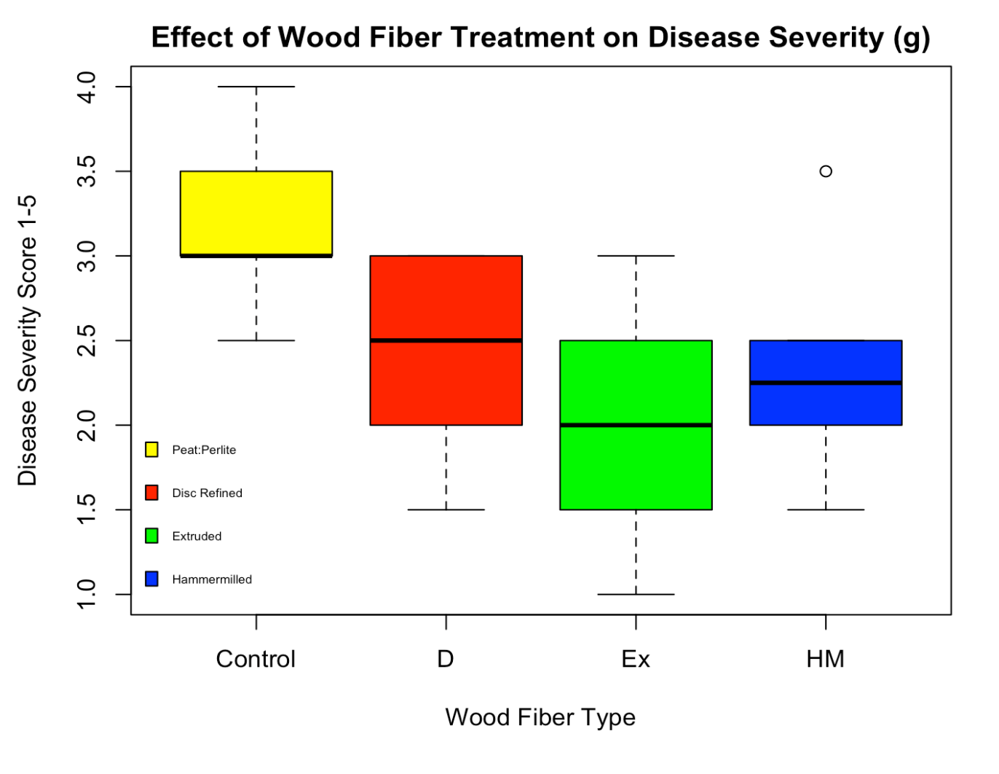 Effect of Wood Fiber Treatment on Disease Severity (g)
Disease Severity Score 1-5
4.0
3.5
3.0
2.5
2.0
1.5
1.0
Peat:Perlite
Disc Refined
Extruded
Hammermilled
Control D Ex HM
Wood Fiber Type